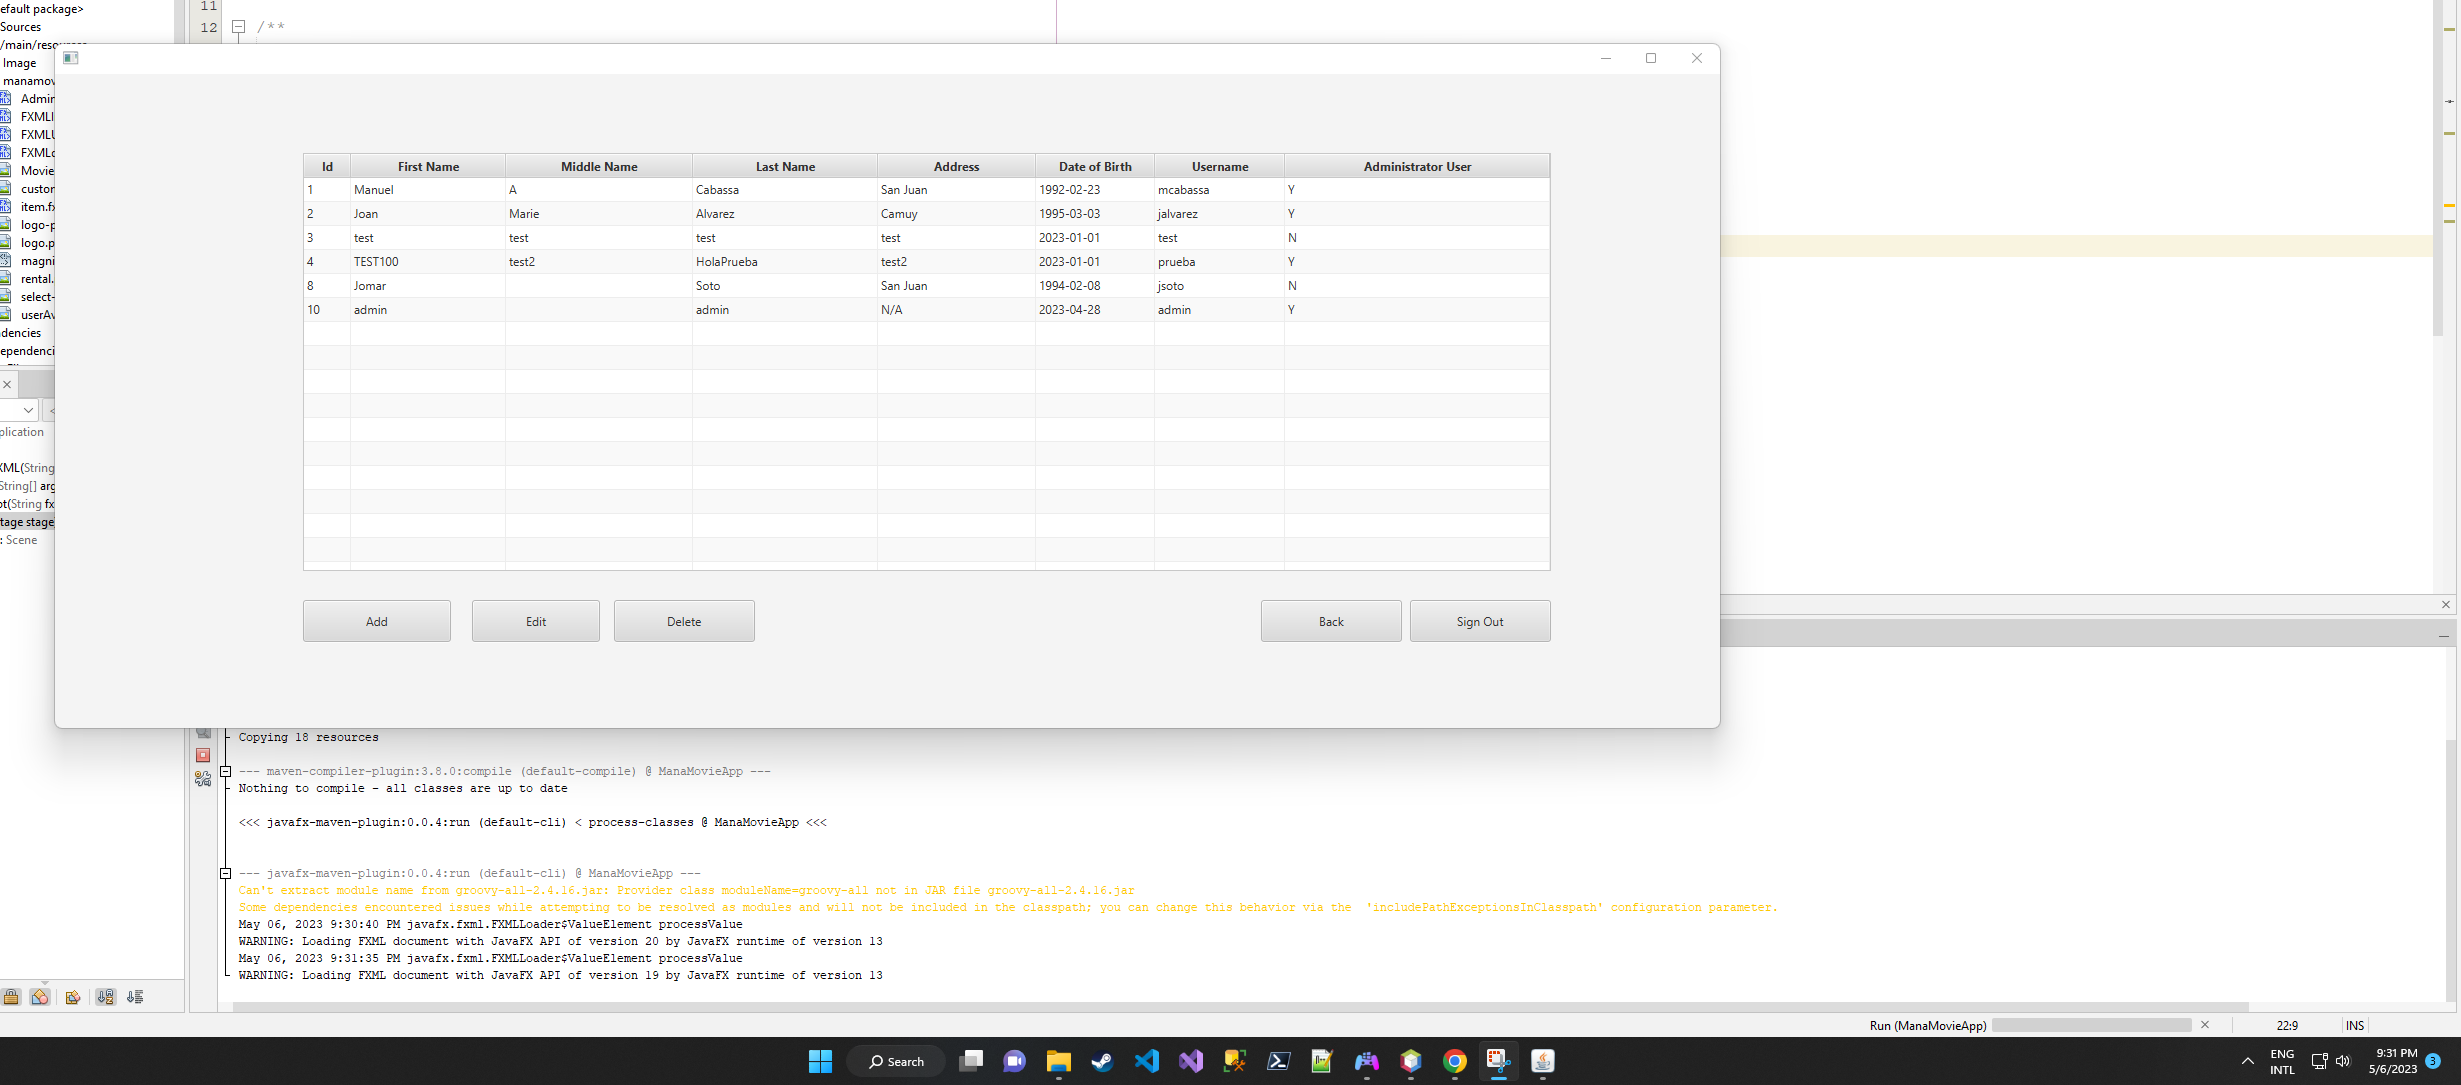 efault package>
Sources
/main/resources
Image
manamov
Admin
FXMLI
FXMLU
FXMLc
Movie
custor
item.fx
logo-p
logo.p
magni
rental.
select-
userAv
dencies
ependenci
plication
XML(String
String[] arg
ot(String fx
tage stage
: Scene
11
12 /**
Id First Name Middle Name Last Name Address Date of Birth Username Administrator User
1 Manuel A Cabassa San Juan 1992-02-23 mcabassa Y
2 Joan Marie Alvarez Camuy 1995-03-03 jalvarez Y
3 test test test test 2023-01-01 test N
4 TEST100 test2 HolaPrueba test2 2023-01-01 prueba Y
8 Jomar Soto San Juan 1994-02-08 jsoto N
10 admin admin N/A 2023-04-28 admin Y
Add Edit Delete Back Sign Out
Copying 18 resources
--- maven-compiler-plugin:3.8.0:compile (default-compile) @ ManaMovieApp ---
Nothing to compile - all classes are up to date
<<< javafx-maven-plugin:0.0.4:run (default-cli) < process-classes @ ManaMovieApp <<<
--- javafx-maven-plugin:0.0.4:run (default-cli) @ ManaMovieApp ---
Can't extract module name from groovy-all-2.4.16.jar: Provider class moduleName=groovy-all not in JAR file groovy-all-2.4.16.jar
Some dependencies encountered issues while attempting to be resolved as modules and will not be included in the classpath; you can change this behavior via the  'includePathExceptionsInClasspath' configuration parameter.
May 06, 2023 9:30:40 PM javafx.fxml.FXMLLoader$ValueElement processValue
WARNING: Loading FXML document with JavaFX API of version 20 by JavaFX runtime of version 13
May 06, 2023 9:31:35 PM javafx.fxml.FXMLLoader$ValueElement processValue
WARNING: Loading FXML document with JavaFX API of version 19 by JavaFX runtime of version 13
Run (ManaMovieApp) 22:9 INS
Search
ENG
INTL
9:31 PM
5/6/2023
3